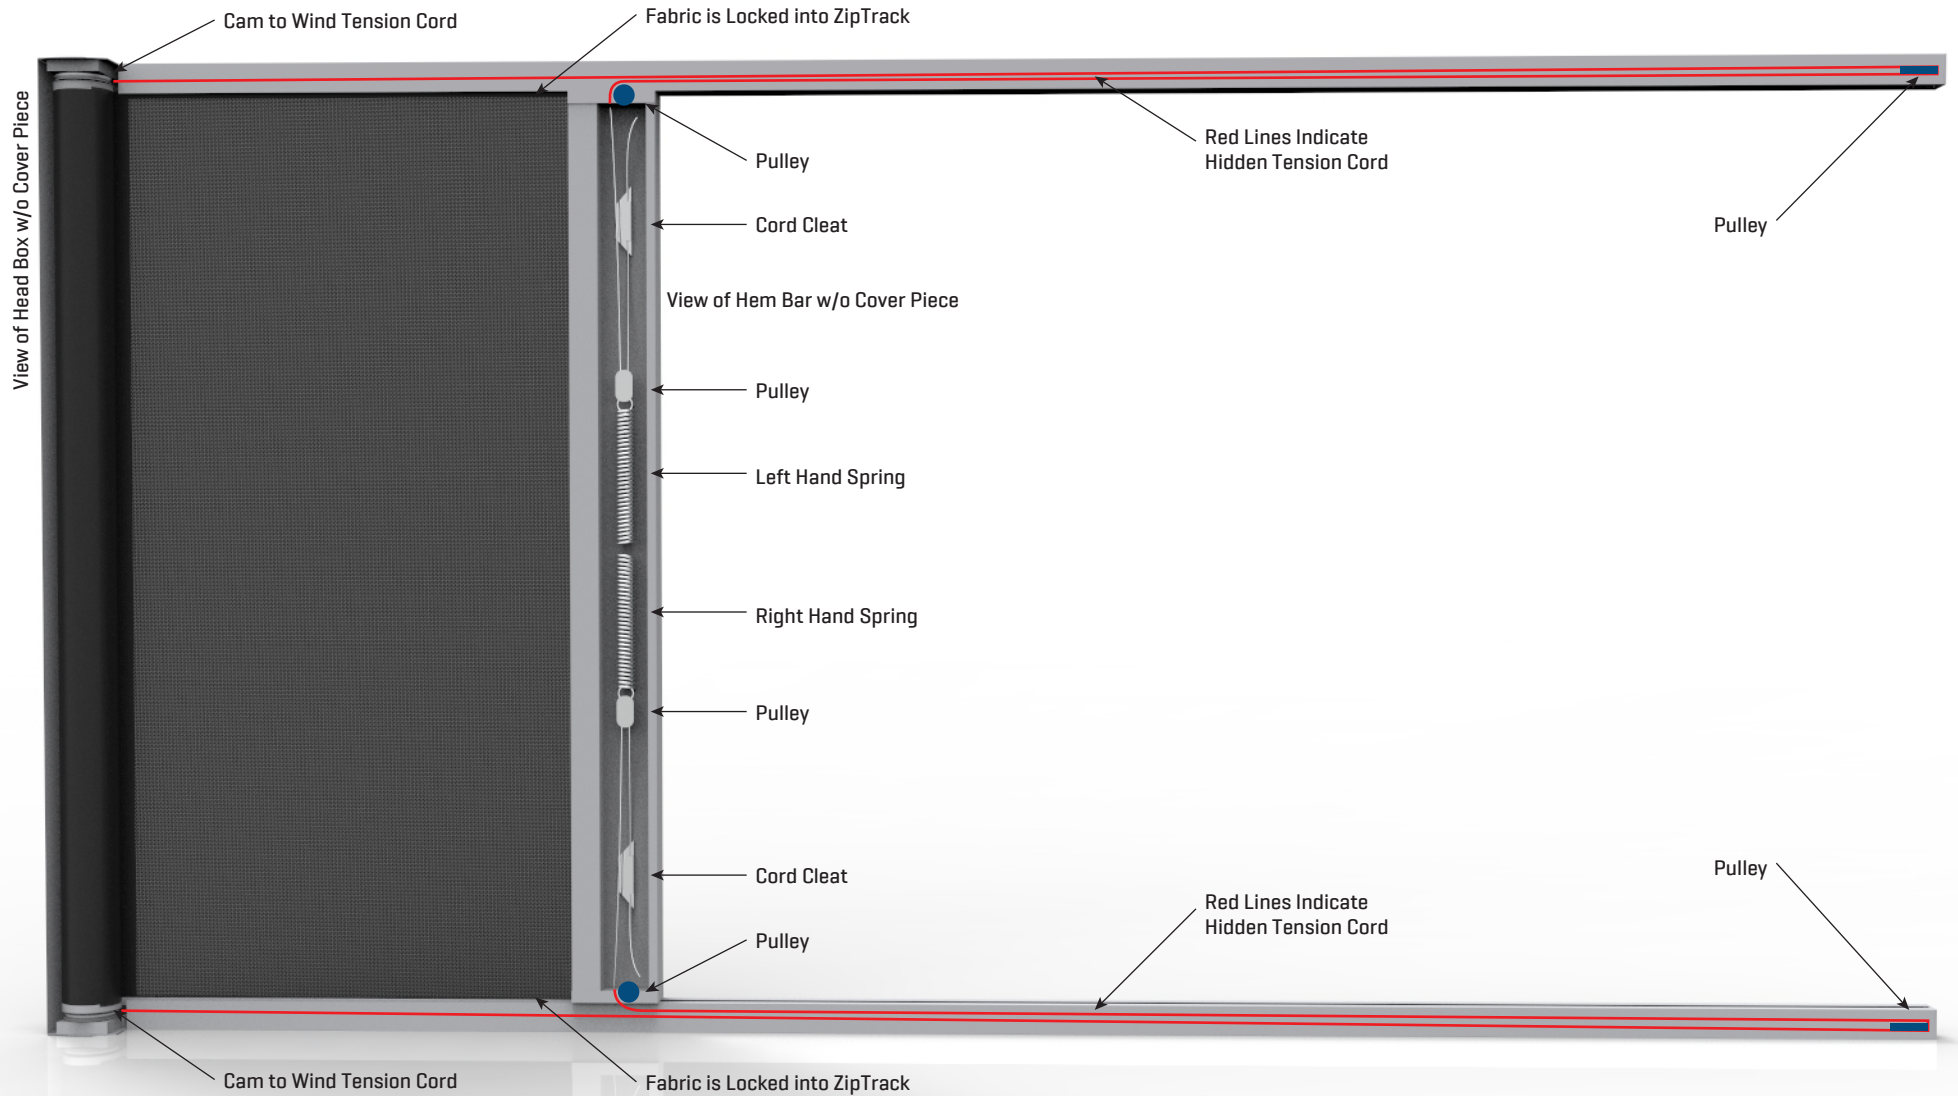 Cam to Wind Tension Cord
Fabric is Locked into ZipTrack
View of Head Box w/o Cover Piece
Red Lines Indicate
Hidden Tension Cord
Pulley
Pulley
Cord Cleat
View of Hem Bar w/o Cover Piece
Pulley
Left Hand Spring
Right Hand Spring
Pulley
Cord Cleat
Pulley
Red Lines Indicate
Hidden Tension Cord
Pulley
Cam to Wind Tension Cord
Fabric is Locked into ZipTrack